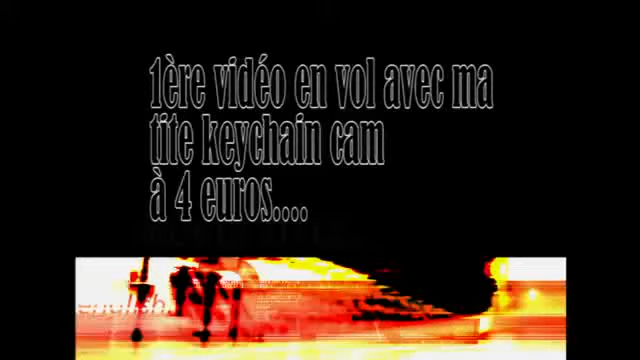 1ère vidéo en vol avec ma
tite keychain cam
à 4 euros....